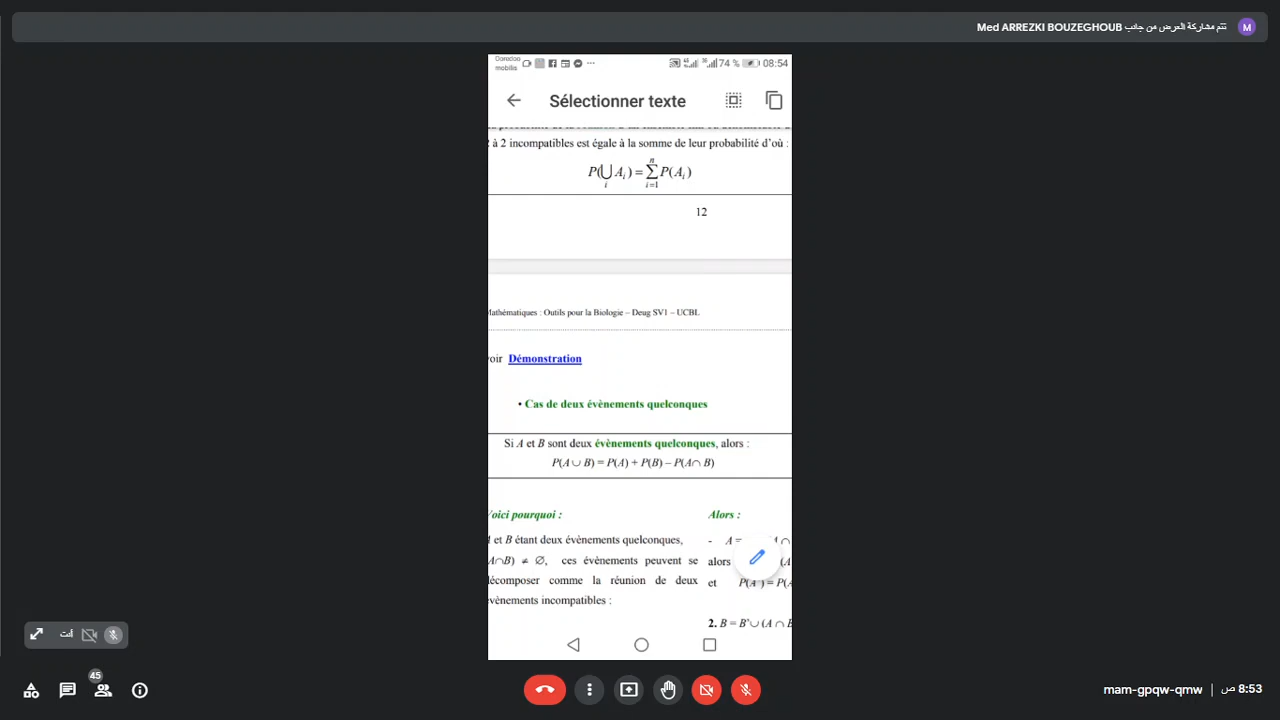 تتم مشاركة العرض من جانب Med ARREZKI BOUZEGHOUB
M
Ooredoo
mobilis
74 % 08:54
Sélectionner texte
à 2 incompatibles est égale à la somme de leur probabilité d'où :
P(⋃ᵢ Aᵢ) = ∑ᵢ₌₁ⁿ P(Aᵢ)
12
Mathématiques : Outils pour la Biologie – Deug SV1 – UCBL
voir Démonstration
• Cas de deux évènements quelconques
Si A et B sont deux évènements quelconques, alors :
P(A ∪ B) = P(A) + P(B) – P(A∩ B)
Voici pourquoi :
A et B étant deux évènements quelconques,
(A∩B) ≠ ∅, ces évènements peuvent se
décomposer comme la réunion de deux
évènements incompatibles :
Alors :
- A =
alors
et
2. B = B'∪ (A ∩ B
أنت
45
mam-gpqw-qmw | 8:53 ص